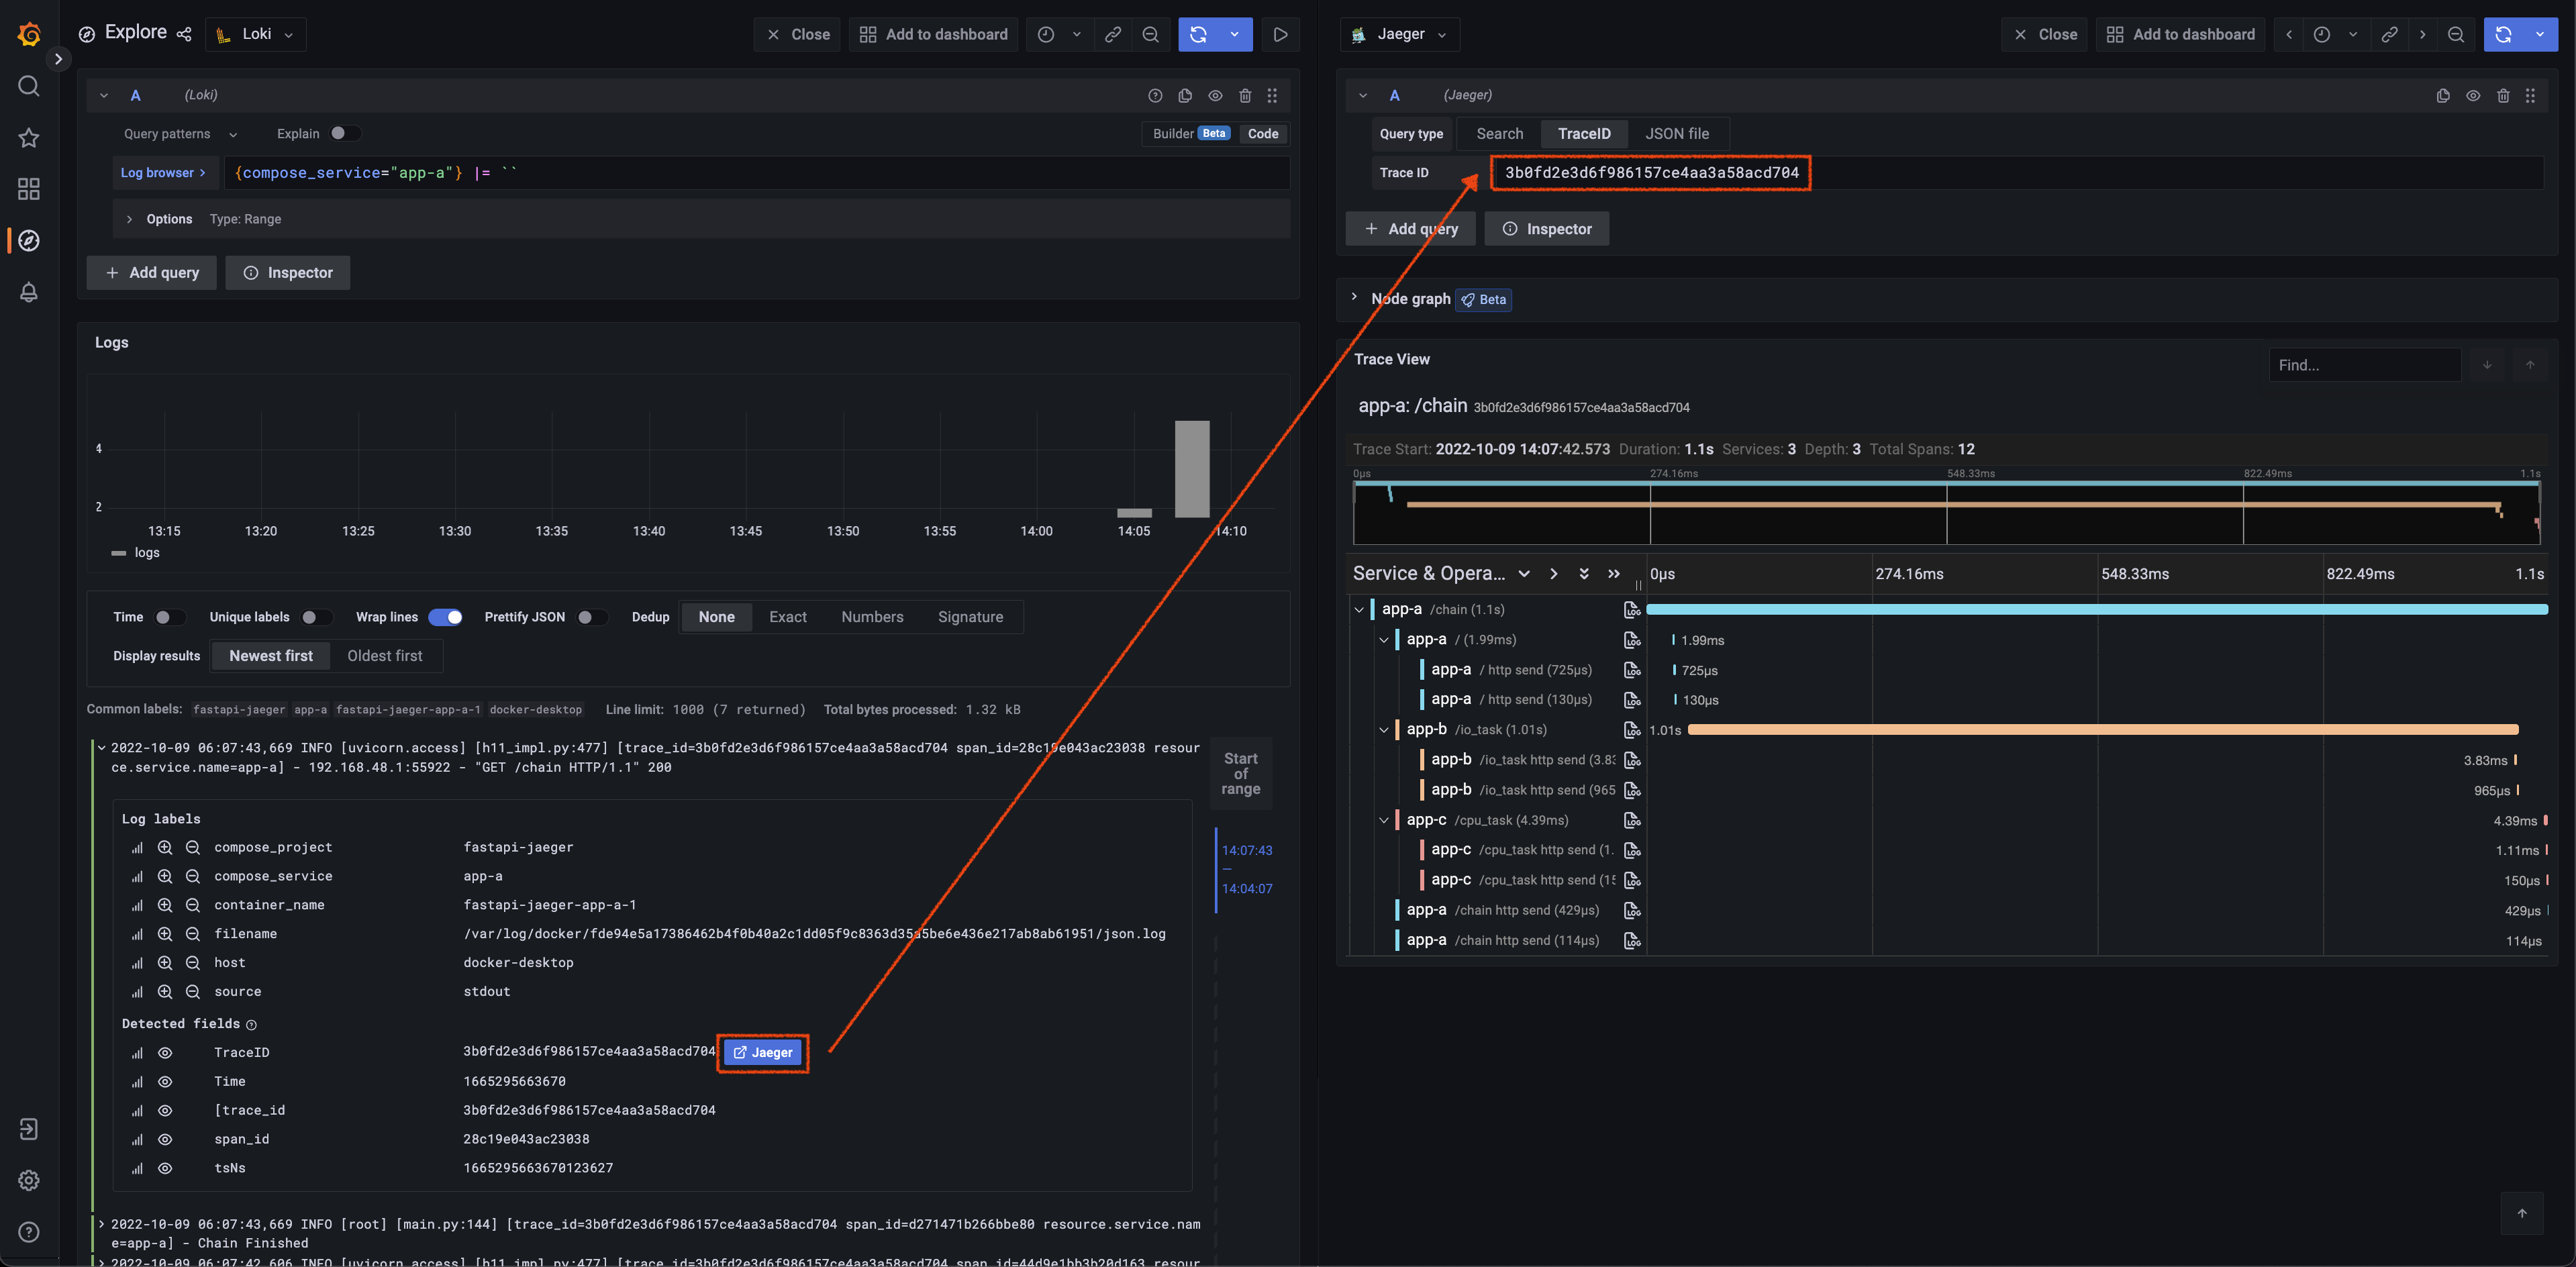 Explore
Loki
Close
Add to dashboard
A (Loki)
Query patterns
Explain
Builder Beta
Code
Log browser >
{compose_service="app-a"} |= ``
Options Type: Range
+ Add query
Inspector
Logs
4
2
13:15 13:20 13:25 13:30 13:35 13:40 13:45 13:50 13:55 14:00 14:05 14:10
logs
Time
Unique labels
Wrap lines
Prettify JSON
Dedup None Exact Numbers Signature
Display results Newest first Oldest first
Common labels: fastapi-jaeger app-a fastapi-jaeger-app-a-1 docker-desktop Line limit: 1000 (7 returned) Total bytes processed: 1.32 kB
2022-10-09 06:07:43,669 INFO [uvicorn.access] [h11_impl.py:477] [trace_id=3b0fd2e3d6f986157ce4aa3a58acd704 span_id=28c19e043ac23038 resour
ce.service.name=app-a] - 192.168.48.1:55922 - "GET /chain HTTP/1.1" 200
Start
of
range
14:07:43
—
14:04:07
Log labels
compose_project fastapi-jaeger
compose_service app-a
container_name fastapi-jaeger-app-a-1
filename /var/log/docker/fde94e5a17386462b4f0b40a2c1dd05f9c8363d35a5be6e436e217ab8ab61951/json.log
host docker-desktop
source stdout
Detected fields
TraceID 3b0fd2e3d6f986157ce4aa3a58acd704 Jaeger
Time 1665295663670
[trace_id 3b0fd2e3d6f986157ce4aa3a58acd704
span_id 28c19e043ac23038
tsNs 1665295663670123627
2022-10-09 06:07:43,669 INFO [root] [main.py:144] [trace_id=3b0fd2e3d6f986157ce4aa3a58acd704 span_id=d271471b266bbe80 resource.service.nam
e=app-a] - Chain Finished
2022-10-09 06:07:42,606 INFO [uvicorn.access] [h11_impl.py:477] [trace_id=3b0fd2e3d6f986157ce4aa3a58acd704 span_id=44d9e1bb3b20d163 resour
Jaeger
Close
Add to dashboard
A (Jaeger)
Query type Search TraceID JSON file
Trace ID 3b0fd2e3d6f986157ce4aa3a58acd704
+ Add query
Inspector
Node graph Beta
Trace View
Find...
app-a: /chain 3b0fd2e3d6f986157ce4aa3a58acd704
Trace Start: 2022-10-09 14:07:42.573 Duration: 1.1s Services: 3 Depth: 3 Total Spans: 12
0μs 274.16ms 548.33ms 822.49ms 1.1s
Service & Opera... 0μs 274.16ms 548.33ms 822.49ms 1.1s
app-a /chain (1.1s)
app-a / (1.99ms) 1.99ms
app-a / http send (725μs) 725μs
app-a / http send (130μs) 130μs
app-b /io_task (1.01s) 1.01s
app-b /io_task http send (3.83 3.83ms
app-b /io_task http send (965 965μs
app-c /cpu_task (4.39ms) 4.39ms
app-c /cpu_task http send (1. 1.11ms
app-c /cpu_task http send (15 150μs
app-a /chain http send (429μs) 429μs
app-a /chain http send (114μs) 114μs